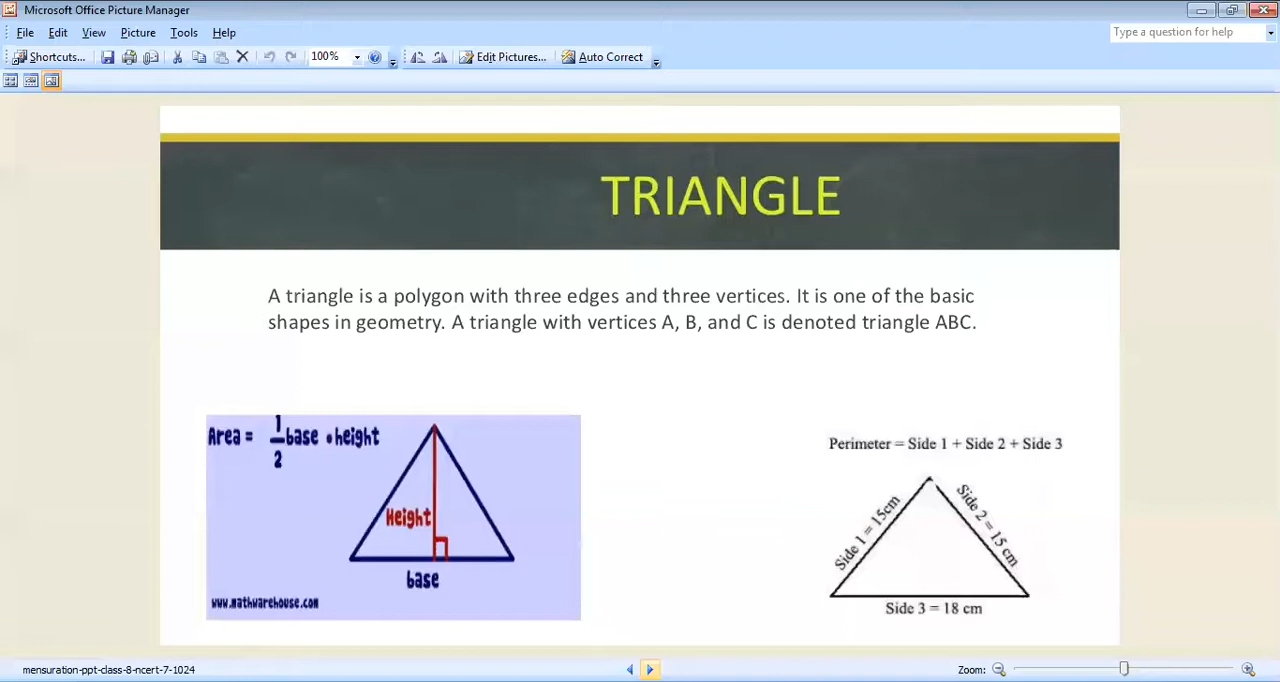 Microsoft Office Picture Manager
File Edit View Picture Tools Help
Type a question for help
Shortcuts... 100% Edit Pictures... Auto Correct
TRIANGLE
A triangle is a polygon with three edges and three vertices. It is one of the basic
shapes in geometry. A triangle with vertices A, B, and C is denoted triangle ABC.
Area = 1/2 base • height
Height
base
www.mathwarehouse.com
Perimeter = Side 1 + Side 2 + Side 3
Side 1 = 15cm
Side 2 = 15 cm
Side 3 = 18 cm
mensuration-ppt-class-8-ncert-7-1024
Zoom: